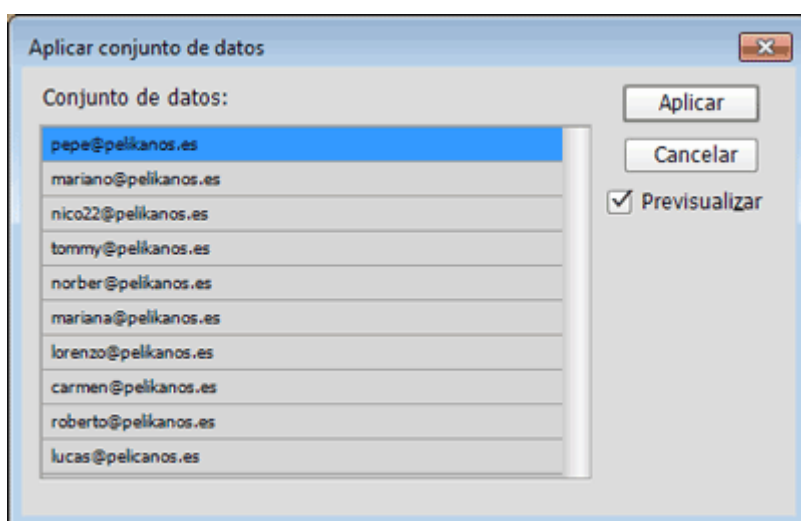 Aplicar conjunto de datos
Conjunto de datos:
Aplicar
pepe@pelikanos.es
Cancelar
mariano@pelikanos.es
Previsualizar
nico22@pelikanos.es
tommy@pelikanos.es
norber@pelikanos.es
mariana@pelikanos.es
lorenzo@pelikanos.es
carmen@pelikanos.es
roberto@pelikanos.es
lucas@pelicanos.es